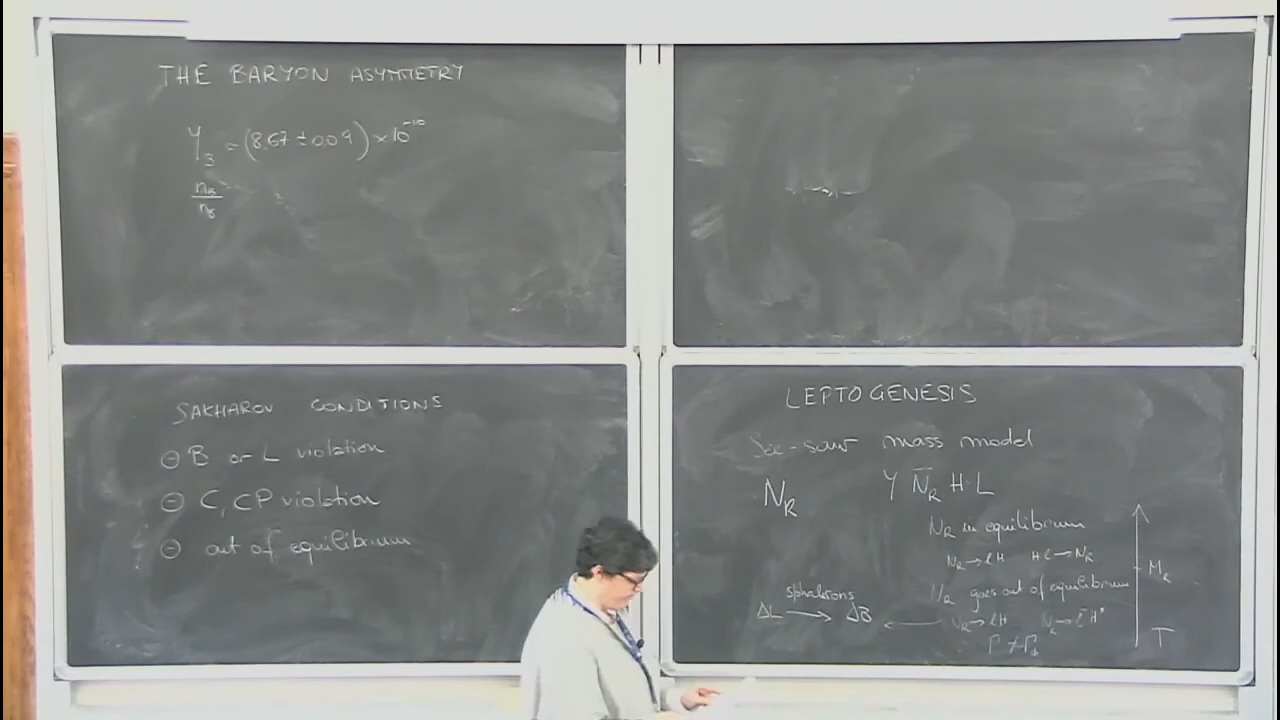 THE BARYON ASYMMETRY
Y_B = (8.67 ± 0.09) × 10^{-10}
n_B
n_γ
SAKHAROV CONDITIONS
⊖ B or L violation
⊖ C, CP violation
⊖ out of equilibrium
LEPTOGENESIS
See-saw mass model
N_R Y N̄_R H·L
N_R in equilibrium
N_R → lH Hl → N_R M_R
N_R goes out of equilibrium
sphalerons
ΔL → ΔB ← N_R → lH N_R → l̄H* T
Γ ≠